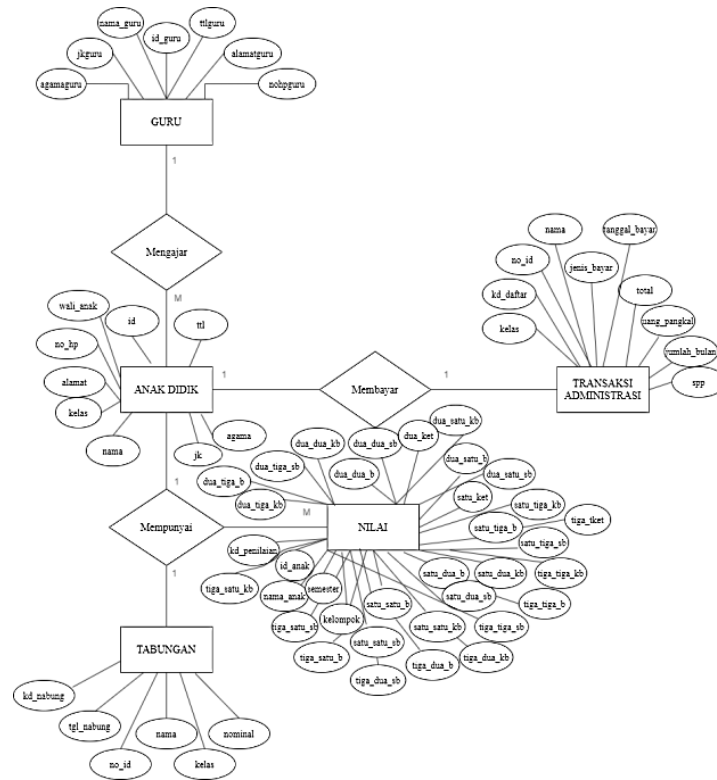 nama_guru
id_guru
ttlguru
jkguru
alamatguru
agamaguru
nohpguru
GURU
1
Mengajar
M
wali_anak
id
ttl
no_hp
alamat
kelas
nama
ANAK DIDIK
agama
jk
1
Membayar
1
nama
tanggal_bayar
no_id
jenis_bayar
kd_daftar
total
kelas
uang_pangkal
jumlah_bulan
spp
TRANSAKSI
ADMINISTRASI
1
Mempunyai
M
1
dua_satu_kb
dua_dua_kb
dua_dua_sb
dua_ket
dua_tiga_sb
dua_dua_b
dua_satu_b
dua_satu_sb
dua_tiga_b
dua_tiga_kb
satu_ket
satu_tiga_kb
NILAI
satu_tiga_b
tiga_tket
satu_tiga_sb
kd_penilaian
id_anak
tiga_satu_kb
nama_anak
semester
satu_dua_b
satu_dua_kb
tiga_tiga_kb
satu_dua_sb
tiga_tiga_b
tiga_satu_sb
kelompok
satu_satu_b
satu_satu_kb
tiga_tiga_sb
satu_satu_sb
tiga_satu_b
tiga_dua_b
tiga_dua_kb
tiga_dua_sb
TABUNGAN
kd_nabung
tgl_nabung
no_id
nama
kelas
nominal